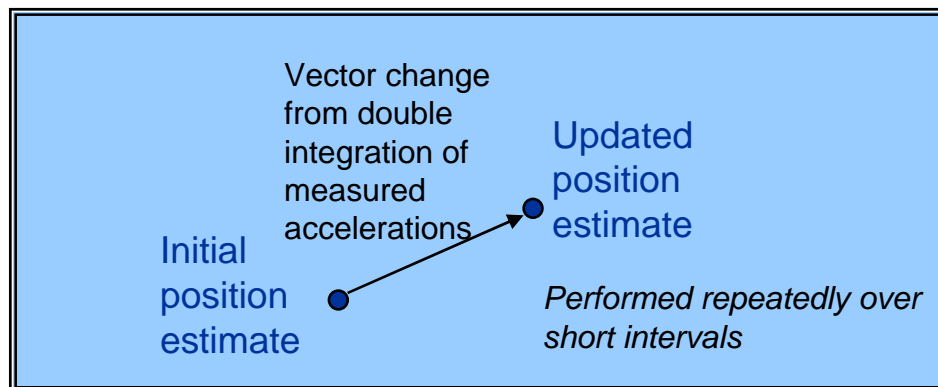 Vector change
from double
integration of
measured
accelerations
Updated
position
estimate
Initial
position
estimate
Performed repeatedly over
short intervals